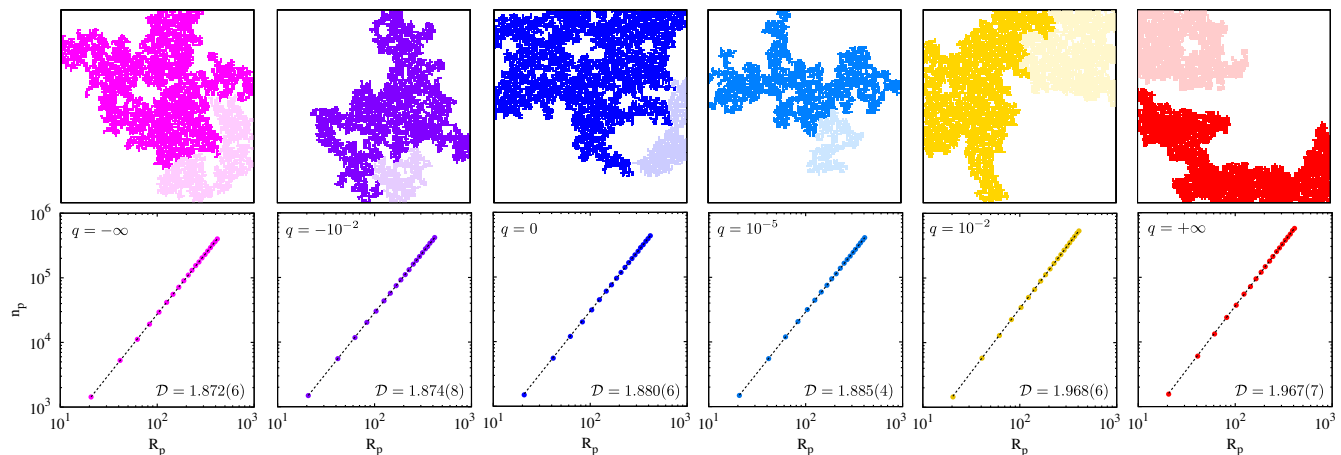 10^6
10^5
10^4
10^3
n_p
q = −∞
𝒟 = 1.872(6)
10^1
10^2
10^3
R_p
q = −10^{-2}
𝒟 = 1.874(8)
10^1
10^2
10^3
R_p
q = 0
𝒟 = 1.880(6)
10^1
10^2
10^3
R_p
q = 10^{-5}
𝒟 = 1.885(4)
10^1
10^2
10^3
R_p
q = 10^{-2}
𝒟 = 1.968(6)
10^1
10^2
10^3
R_p
q = +∞
𝒟 = 1.967(7)
10^1
10^2
10^3
R_p